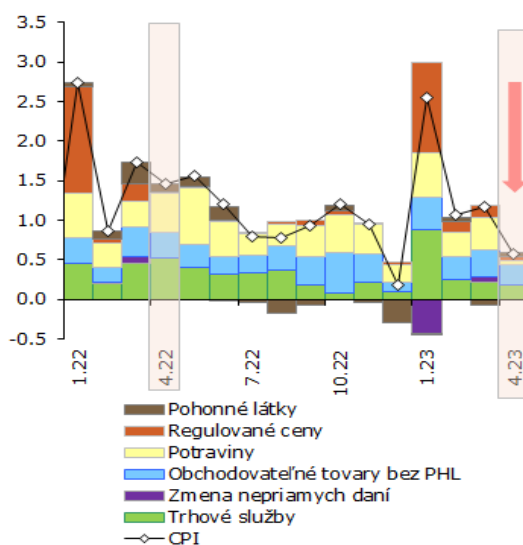 3.5
3.0
2.5
2.0
1.5
1.0
0.5
0.0
-0.5
1.22
4.22
7.22
10.22
1.23
4.23
Pohonné látky
Regulované ceny
Potraviny
Obchodovateľné tovary bez PHL
Zmena nepriamych daní
Trhové služby
CPI